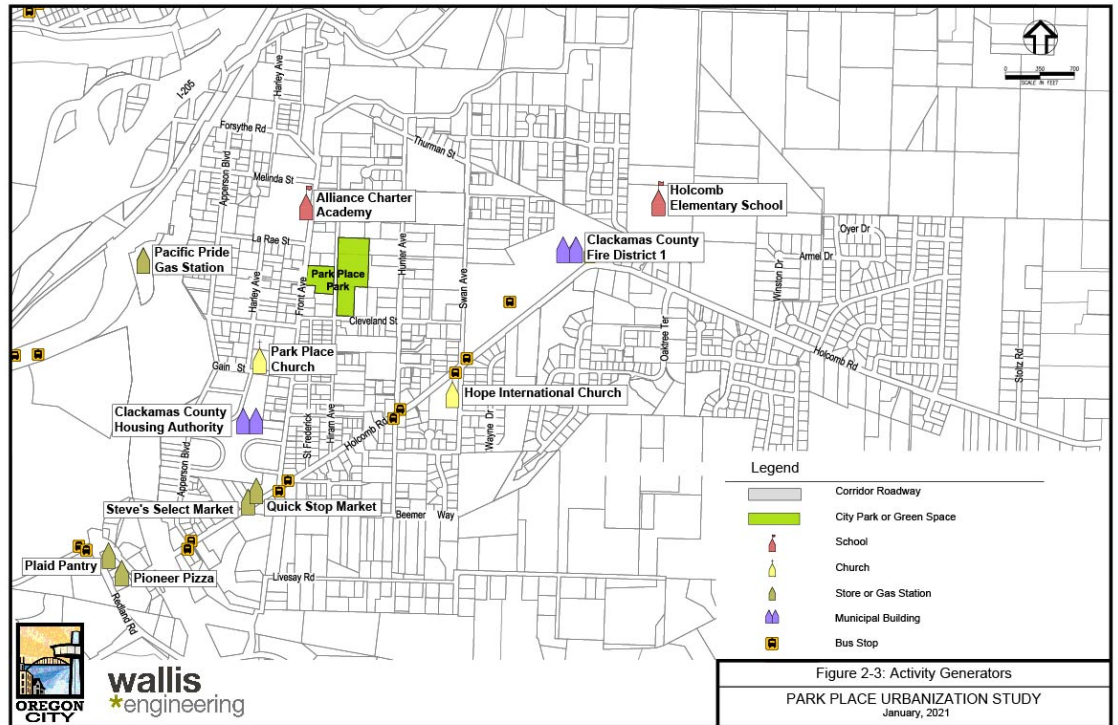 I-205
Harley Ave
Forsythe Rd
Thurman St
Apperson Blvd
Melinda St
Alliance Charter
Academy
Holcomb
Elementary School
La Rae St
Pacific Pride
Gas Station
Harley Ave
Front Ave
Park Place
Park
Hunter Ave
Swan Ave
Clackamas County
Fire District 1
Oyer Dr
Armel Dr
Winston Dr
Cleveland St
Oaktree Ter
Holcomb Rd
Stoltz Rd
Park Place
Church
Gain St
Hope International Church
Clackamas County
Housing Authority
St Frederick
Hiram Ave
Holcomb Rd
Wayne Dr
Apperson Blvd
Steve's Select Market
Quick Stop Market
Beemer Way
Plaid Pantry
Pioneer Pizza
Livesay Rd
Redland Rd
0 350 700
SCALE IN FEET
Legend
Corridor Roadway
City Park or Green Space
School
Church
Store or Gas Station
Municipal Building
Bus Stop
OREGON
CITY
wallis
*engineering
Figure 2-3: Activity Generators
PARK PLACE URBANIZATION STUDY
January, 2021